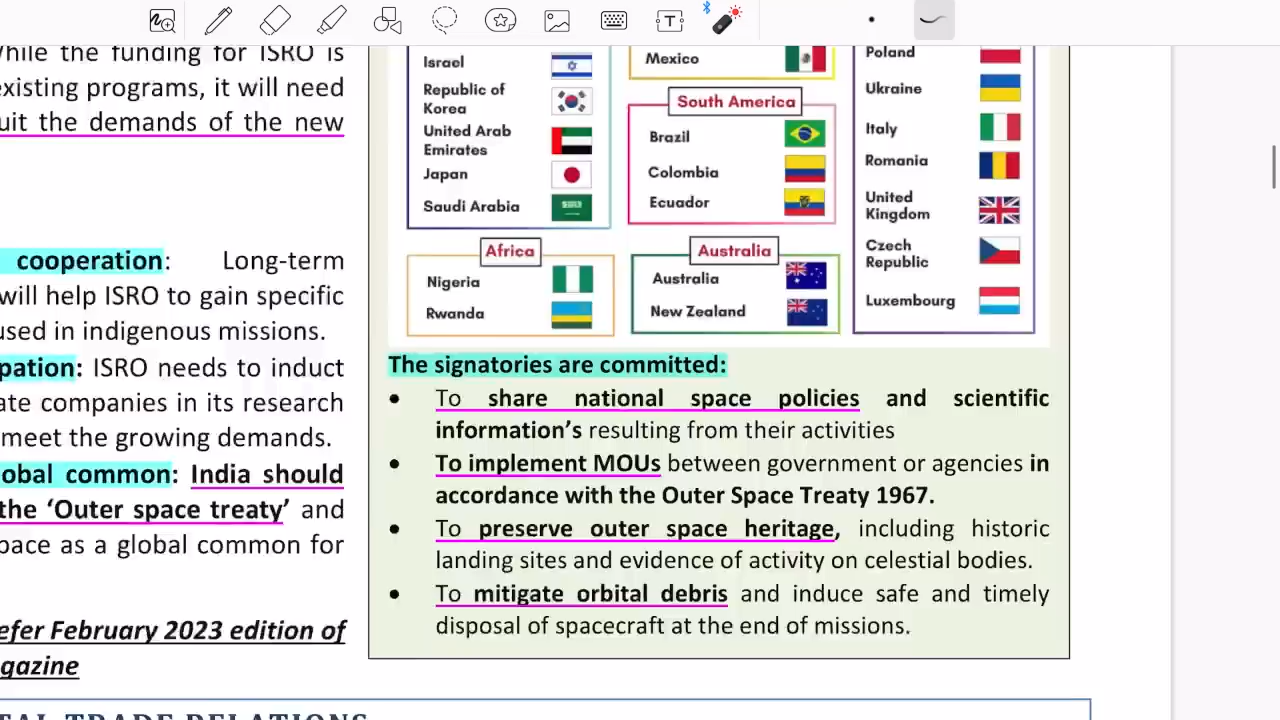 While the funding for ISRO is
existing programs, it will need
suit the demands of the new
cooperation: Long-term
will help ISRO to gain specific
used in indigenous missions.
pation: ISRO needs to induct
ate companies in its research
meet the growing demands.
lobal common: India should
the ‘Outer space treaty’ and
pace as a global common for
efer February 2023 edition of
gazine
Israel
Republic of
Korea
United Arab
Emirates
Japan
Saudi Arabia
Africa
Nigeria
Rwanda
Mexico
South America
Brazil
Colombia
Ecuador
Australia
Australia
New Zealand
Poland
Ukraine
Italy
Romania
United
Kingdom
Czech
Republic
Luxembourg
The signatories are committed:
• To share national space policies and scientific
information’s resulting from their activities
• To implement MOUs between government or agencies in
accordance with the Outer Space Treaty 1967.
• To preserve outer space heritage, including historic
landing sites and evidence of activity on celestial bodies.
• To mitigate orbital debris and induce safe and timely
disposal of spacecraft at the end of missions.
TAL TRADE RELATIONS